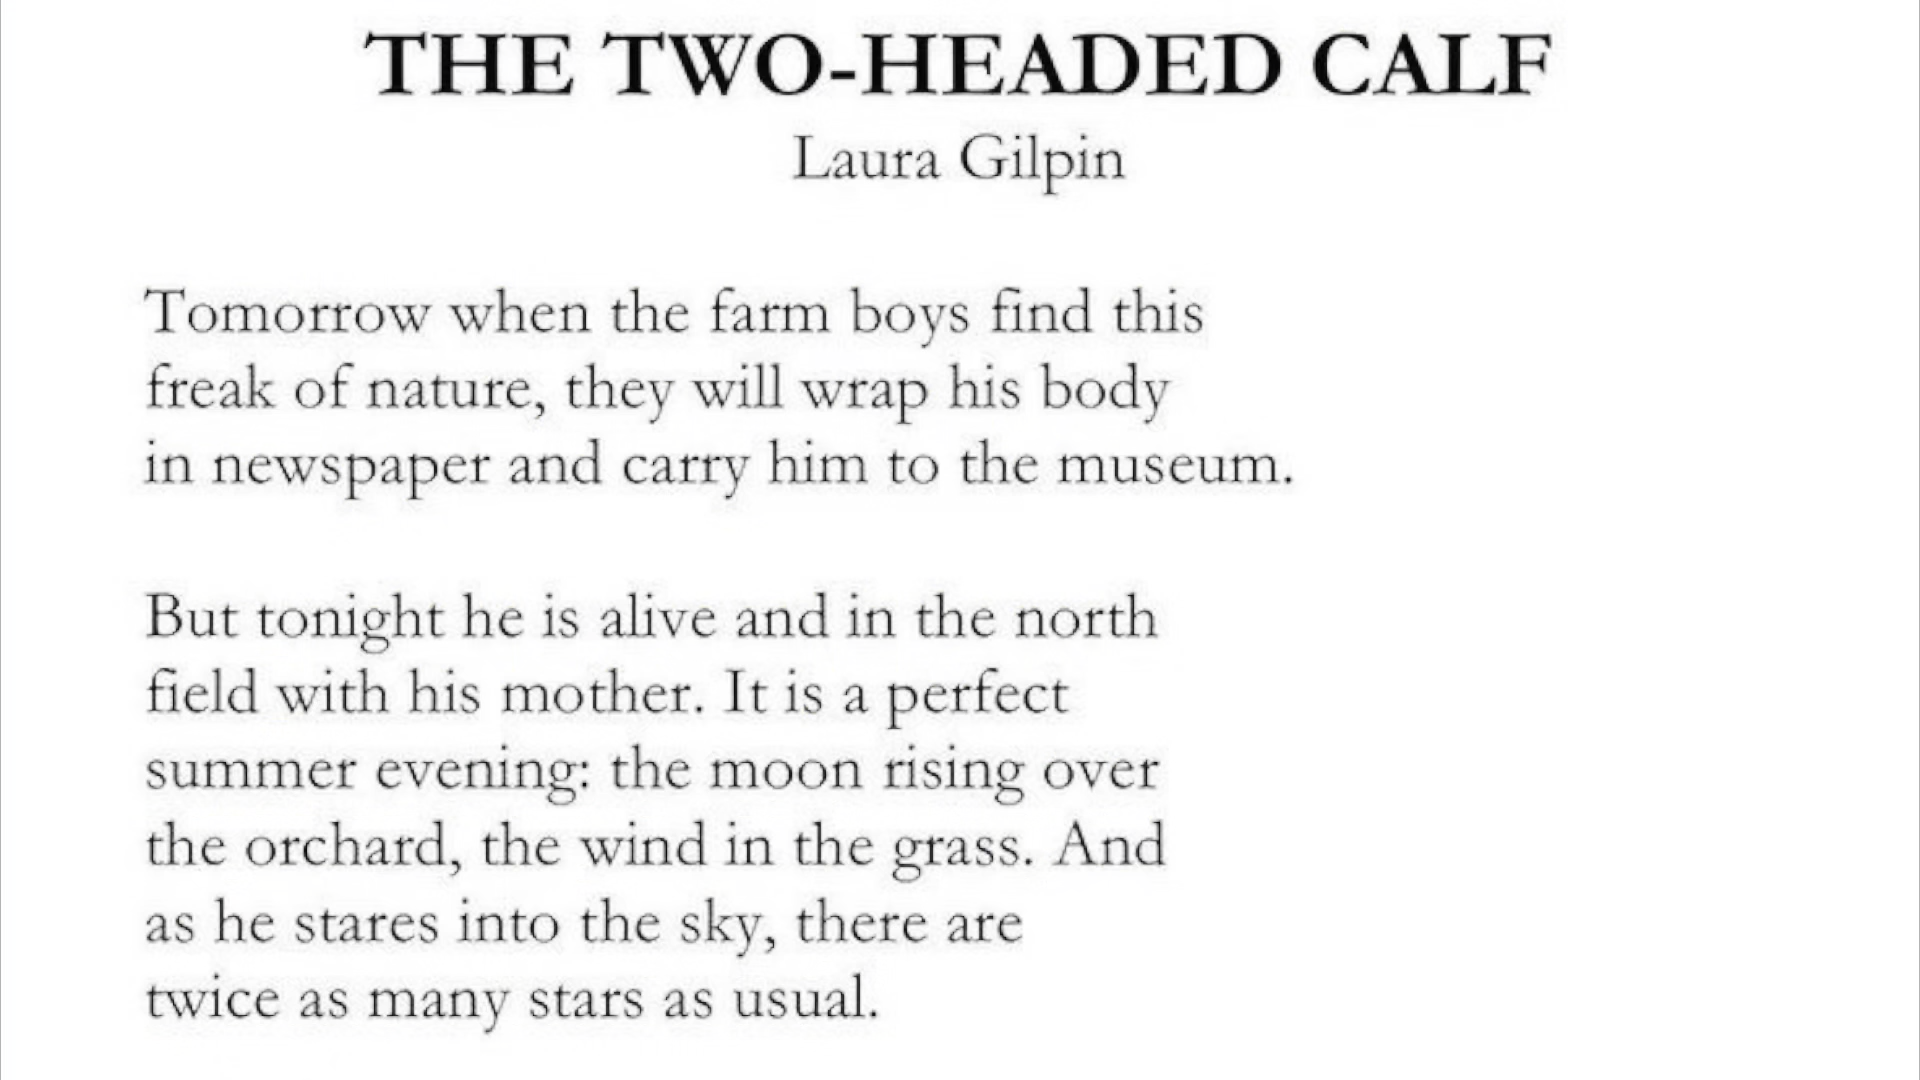 THE TWO-HEADED CALF
Laura Gilpin
Tomorrow when the farm boys find this
freak of nature, they will wrap his body
in newspaper and carry him to the museum.
But tonight he is alive and in the north
field with his mother. It is a perfect
summer evening: the moon rising over
the orchard, the wind in the grass. And
as he stares into the sky, there are
twice as many stars as usual.